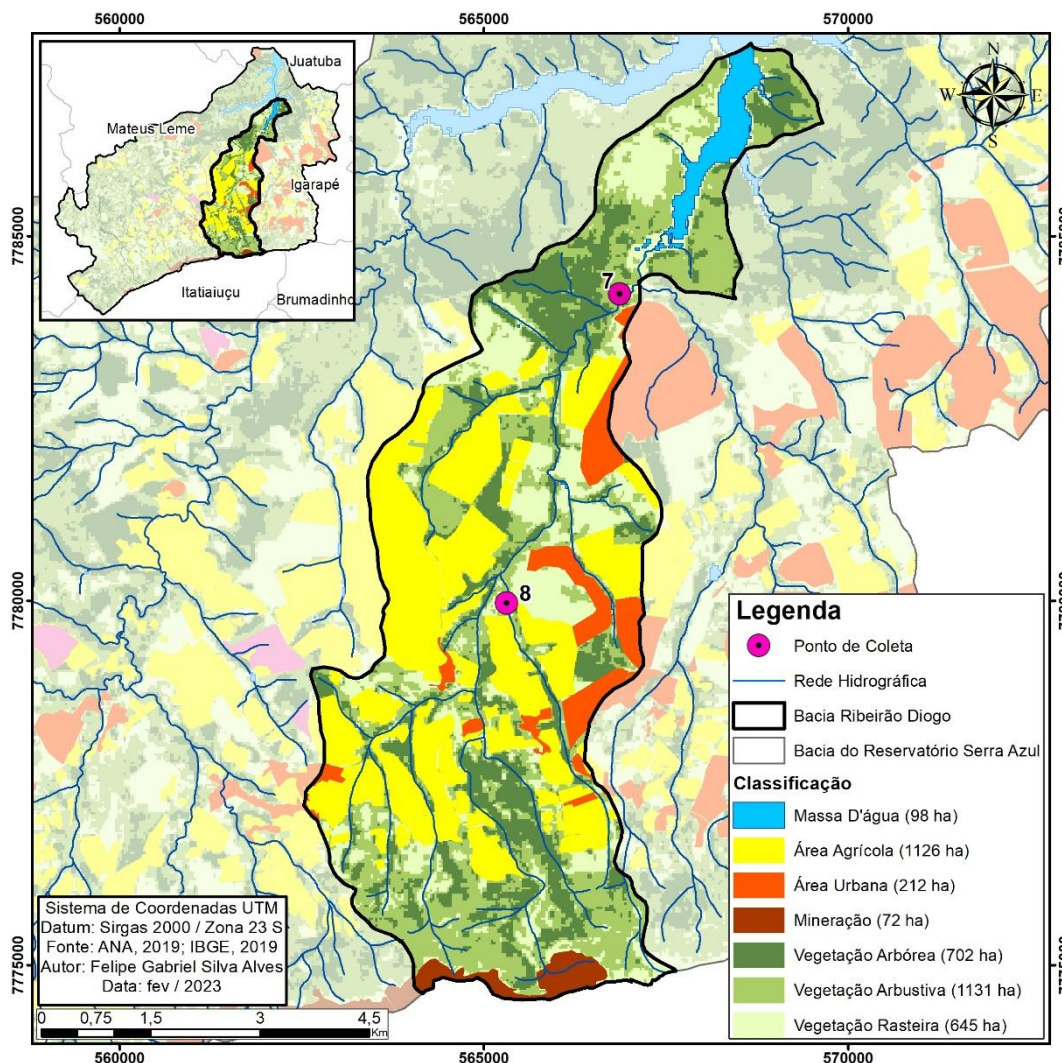 560000
565000
570000
Juatuba
Mateus Leme
Igarapé
Itatiaiuçu
Brumadinho
N
W E
S
7785000
7785000
7
8
7780000
7780000
7775000
7775000
Legenda
Ponto de Coleta
Rede Hidrográfica
Bacia Ribeirão Diogo
Bacia do Reservatório Serra Azul
Classificação
Massa D'água (98 ha)
Área Agrícola (1126 ha)
Área Urbana (212 ha)
Mineração (72 ha)
Vegetação Arbórea (702 ha)
Vegetação Arbustiva (1131 ha)
Vegetação Rasteira (645 ha)
Sistema de Coordenadas UTM
Datum: Sirgas 2000 / Zona 23 S
Fonte: ANA, 2019; IBGE, 2019
Autor: Felipe Gabriel Silva Alves
Data: fev / 2023
0 0,75 1,5 3 4,5
Km
560000
565000
570000